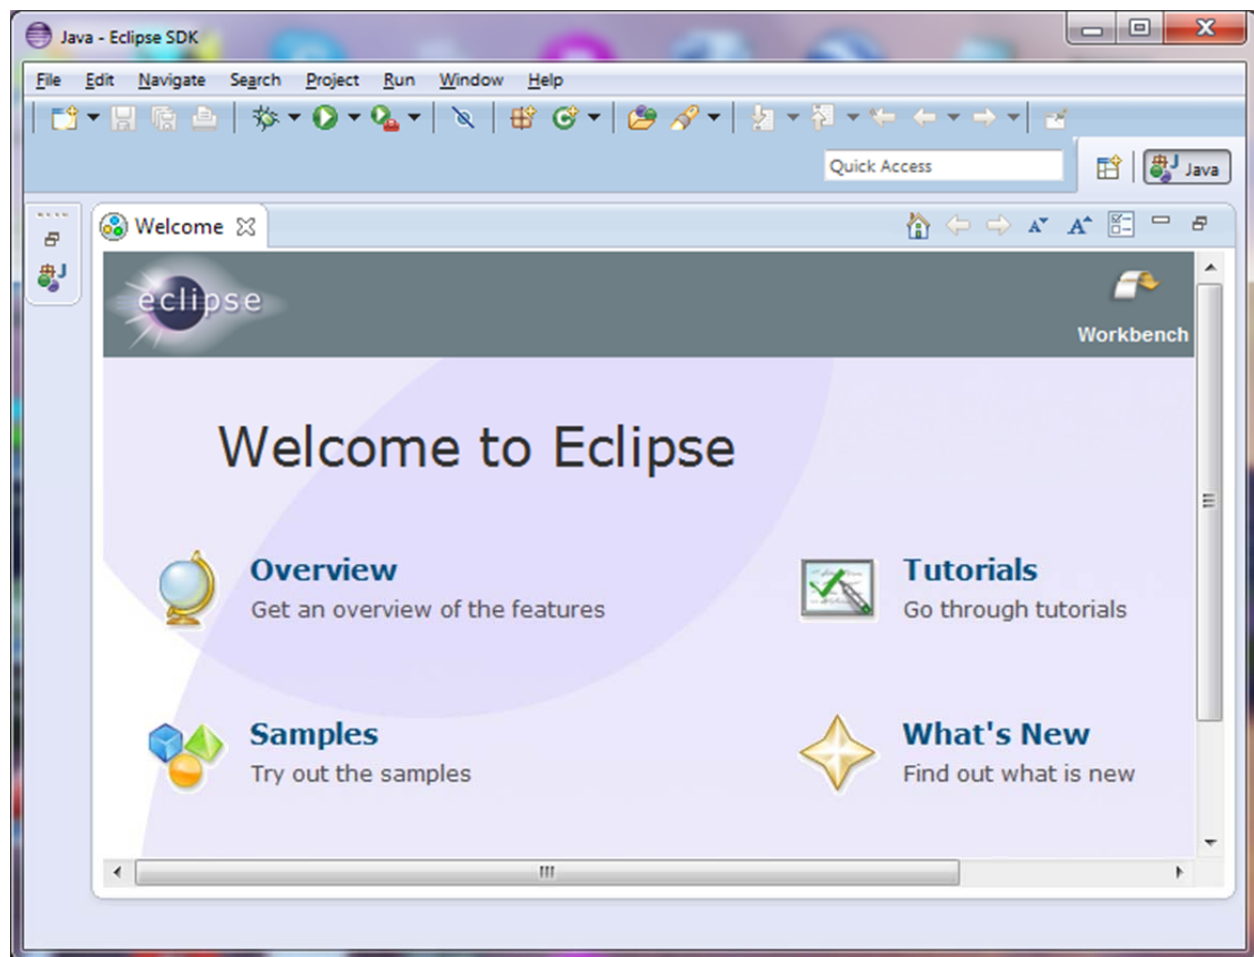 Java - Eclipse SDK
File Edit Navigate Search Project Run Window Help
Quick Access
Java
Welcome
eclipse
Workbench
Welcome to Eclipse
Overview
Get an overview of the features
Tutorials
Go through tutorials
Samples
Try out the samples
What's New
Find out what is new